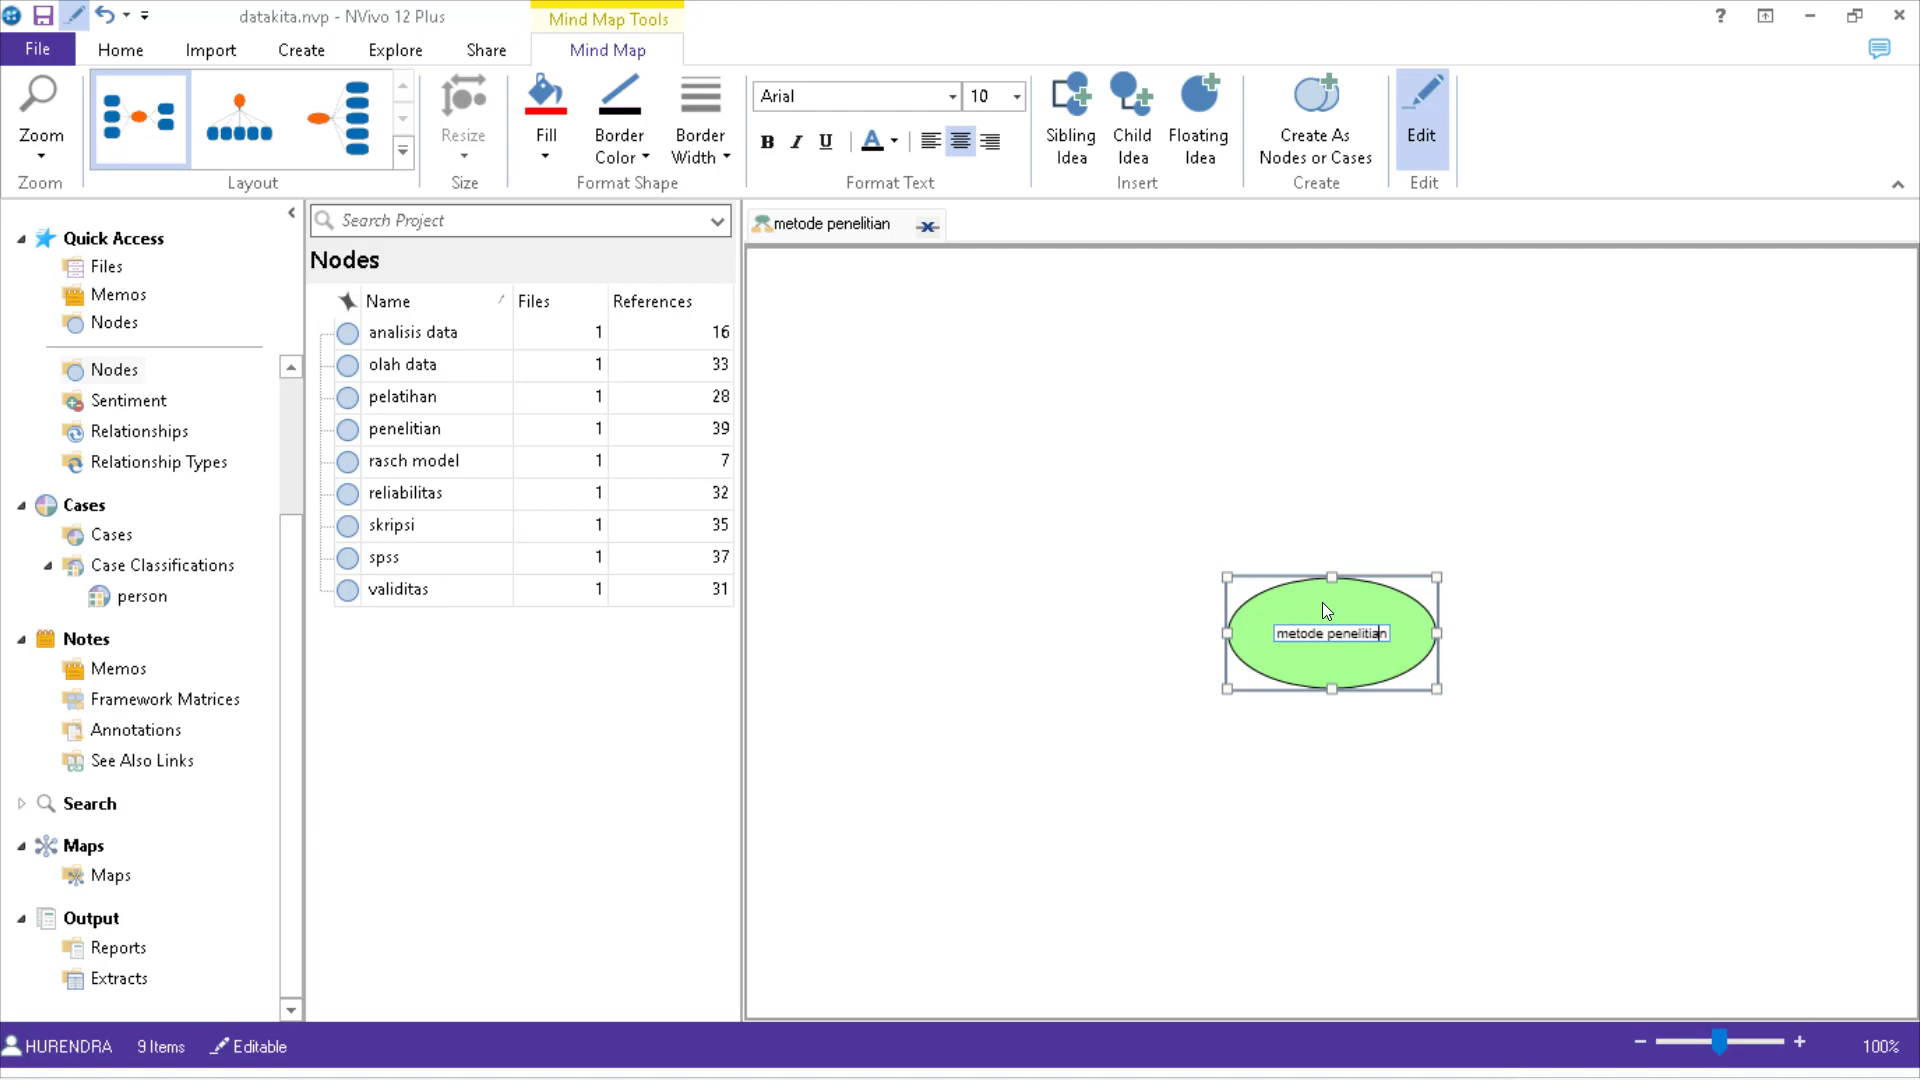 datakita.nvp - NVivo 12 Plus
Mind Map Tools
File
Home
Import
Create
Explore
Share
Mind Map
Zoom
Zoom
Layout
Resize
Size
Fill
Border
Color
Border
Width
Format Shape
Arial
10
B I U A
Format Text
Sibling
Idea
Child
Idea
Floating
Idea
Insert
Create As
Nodes or Cases
Create
Edit
Edit
Quick Access
Files
Memos
Nodes
Nodes
Sentiment
Relationships
Relationship Types
Cases
Cases
Case Classifications
person
Notes
Memos
Framework Matrices
Annotations
See Also Links
Search
Maps
Maps
Output
Reports
Extracts
Search Project
Nodes
Name Files References
analisis data 1 16
olah data 1 33
pelatihan 1 28
penelitian 1 39
rasch model 1 7
reliabilitas 1 32
skripsi 1 35
spss 1 37
validitas 1 31
metode penelitian
metode penelitian
HURENDRA 9 Items Editable
100%